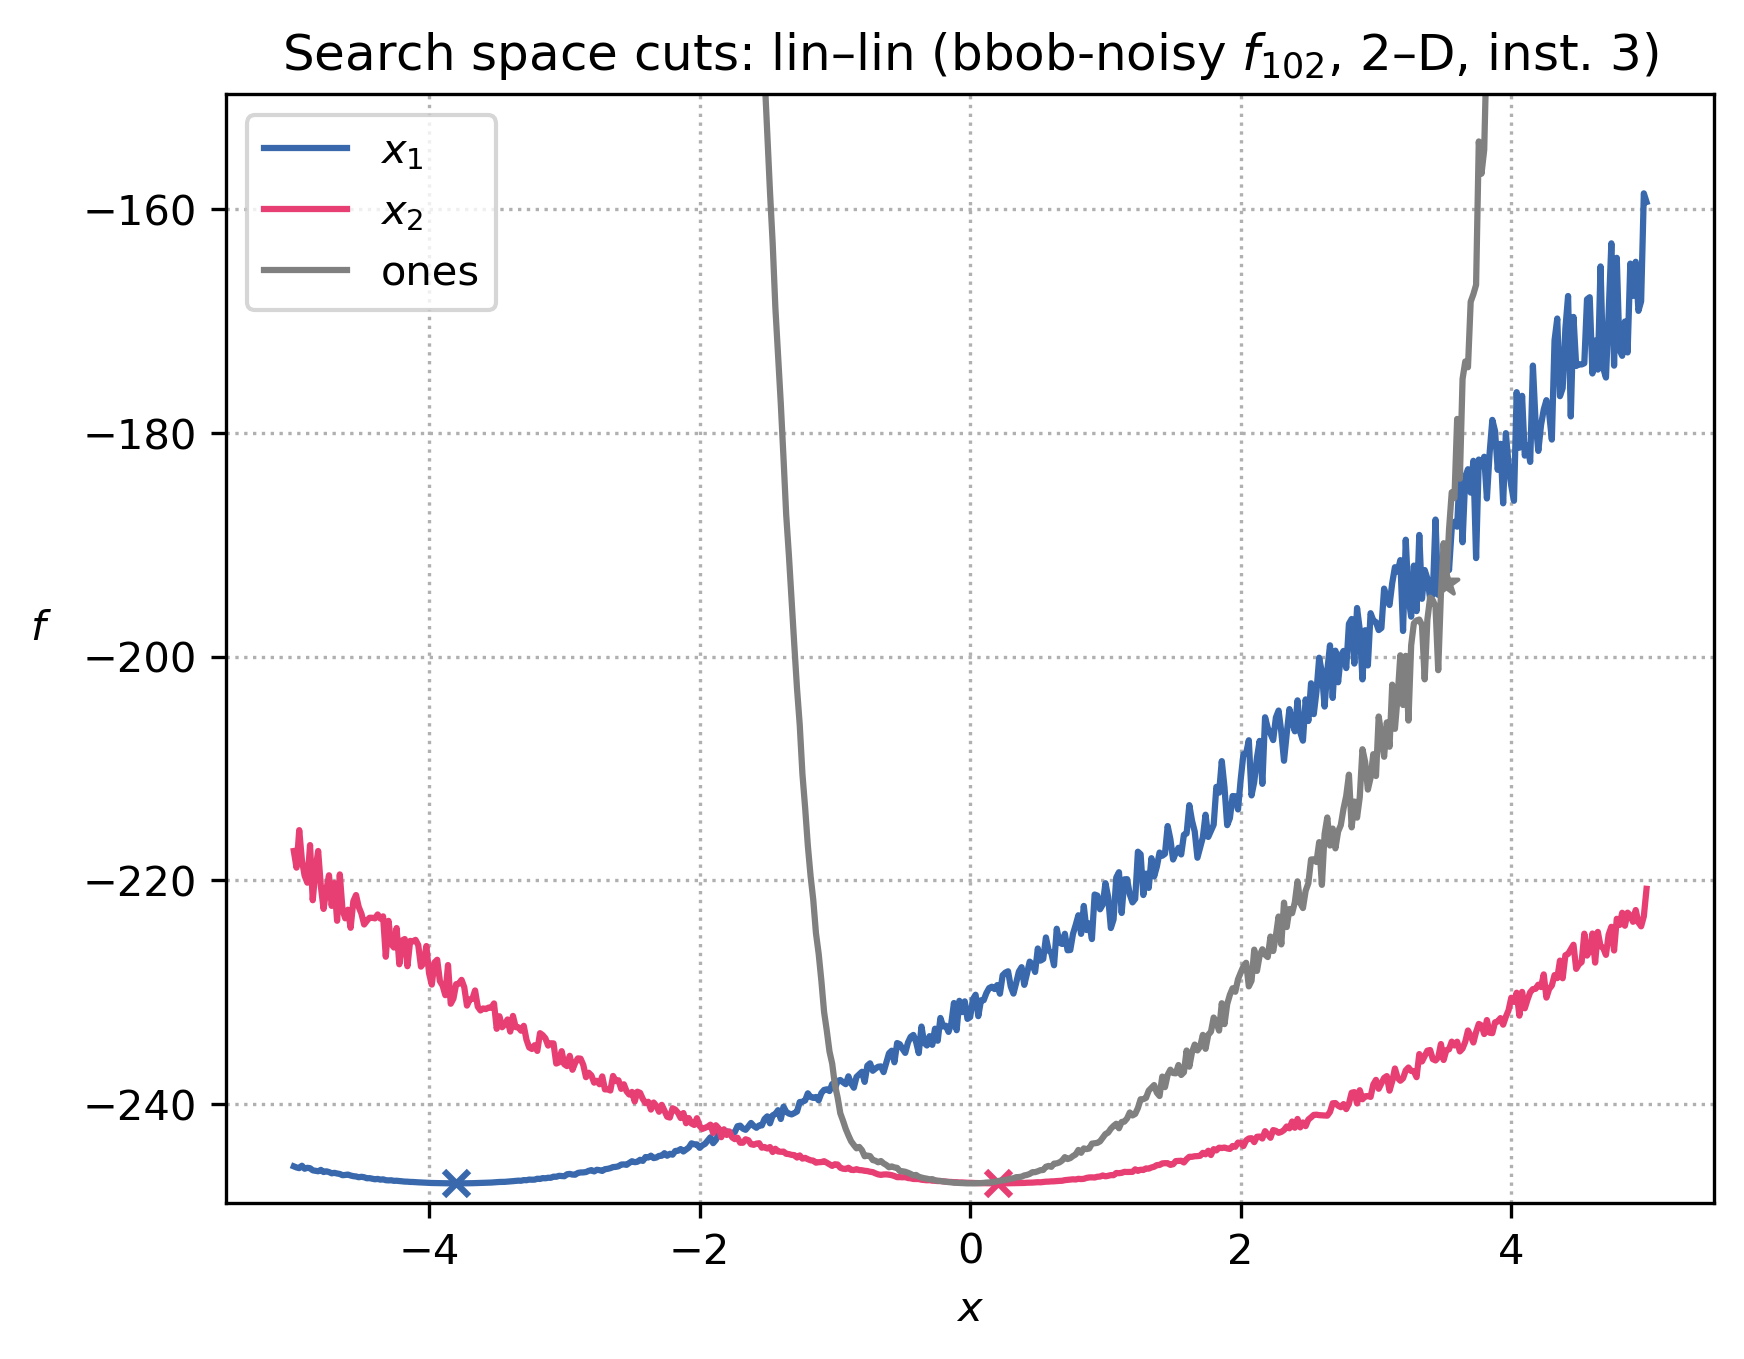 Search space cuts: lin–lin (bbob-noisy f₁₀₂, 2–D, inst. 3)
x₁
x₂
ones
−160
−180
−200
f
−220
−240
−4 −2 0 2 4
x